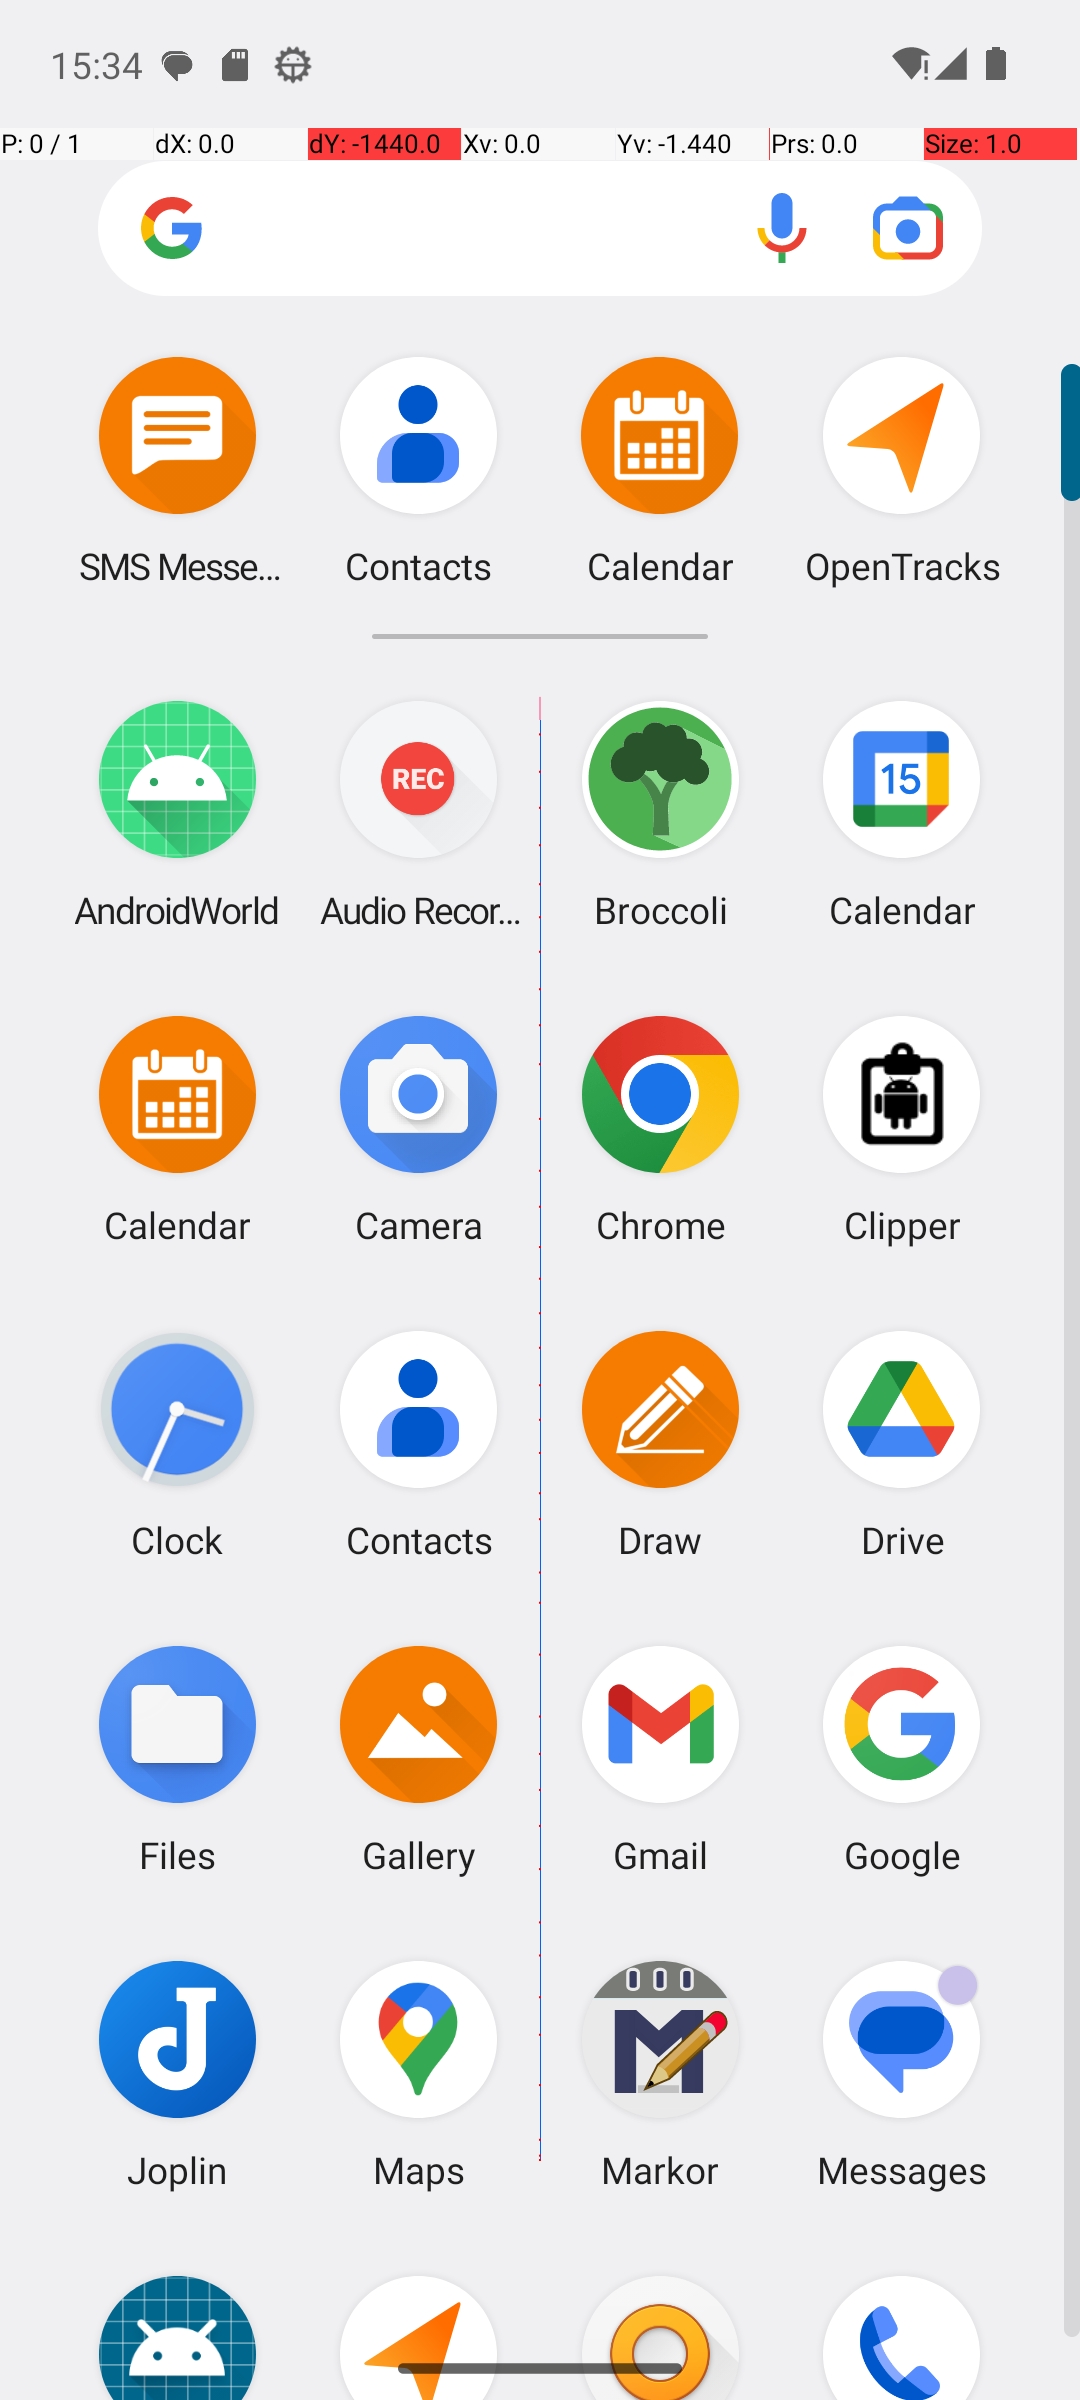 15:34
P: 0 / 1 dX: 0.0 dY: -1440.0 Xv: 0.0 Yv: -1.440 Prs: 0.0 Size: 1.0
SMS Messe... Contacts Calendar OpenTracks
REC
15
AndroidWorld Audio Recor... Broccoli Calendar
Calendar Camera Chrome Clipper
Clock Contacts Draw Drive
Files Gallery Gmail Google
Joplin Maps Markor Messages